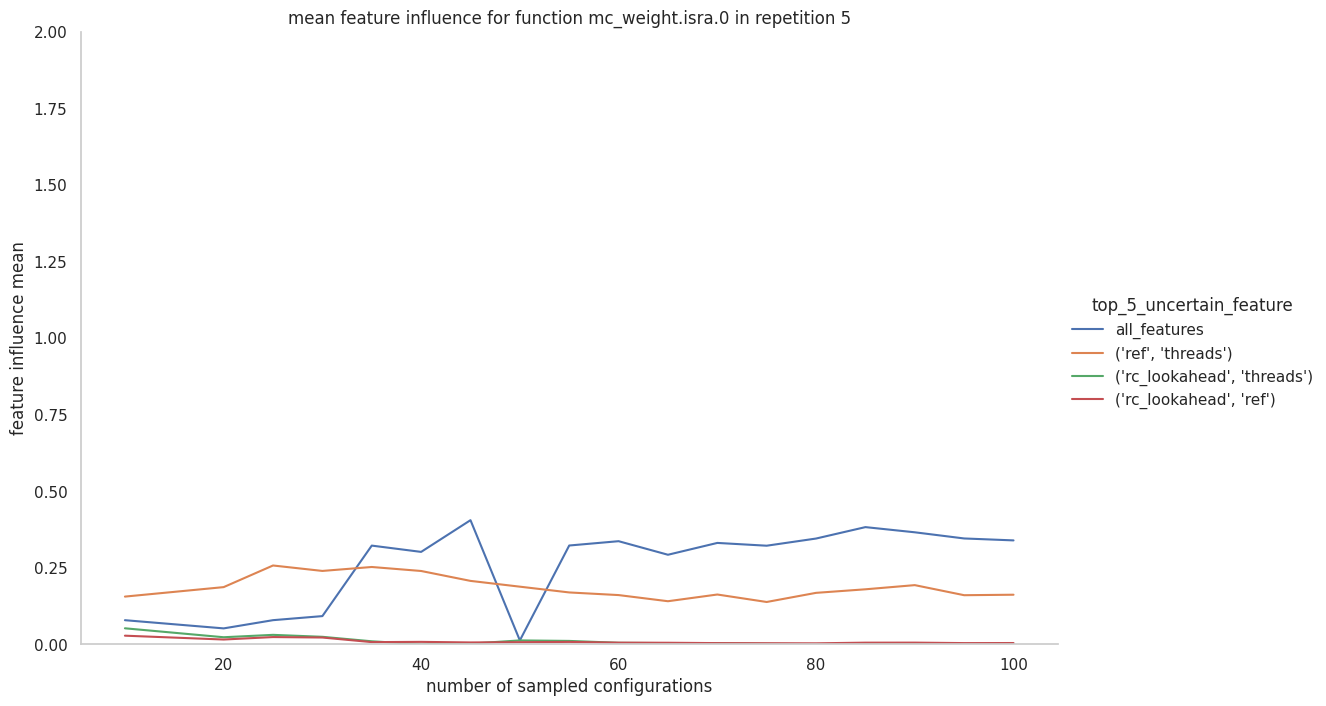 mean feature influence for function mc_weight.isra.0 in repetition 5
2.00
1.75
1.50
1.25
1.00
0.75
0.50
0.25
0.00
feature influence mean
20
40
60
80
100
number of sampled configurations
top_5_uncertain_feature
all_features
('ref', 'threads')
('rc_lookahead', 'threads')
('rc_lookahead', 'ref')